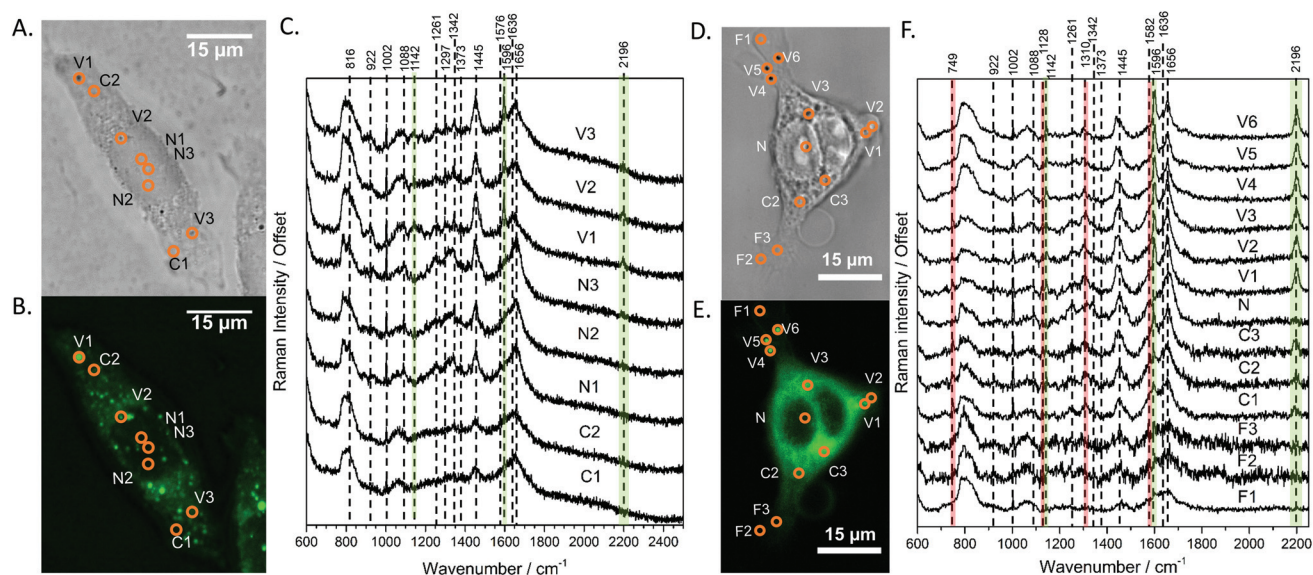 A.
15 µm
V1
C2
V2
N1
N3
N2
V3
C1
B.
15 µm
V1
C2
V2
N1
N3
N2
V3
C1
C.
816
922
1002
1088
1142
1261
1297
1342
1373
1445
1576
1596
1636
1656
2196
V3
V2
V1
N3
N2
N1
C2
C1
Raman Intensity / Offset
600 800 1000 1200 1400 1600 1800 2000 2200 2400
Wavenumber / cm⁻¹
D.
F1
V6
V5
V4
V3
V2
N
V1
C2
C3
F3
F2
15 µm
E.
F1
V6
V5
V4
V3
V2
N
V1
C2
C3
F3
F2
15 µm
F.
749
922
1002
1088
1128
1142
1261
1310
1342
1373
1445
1582
1596
1636
1656
2196
V6
V5
V4
V3
V2
V1
N
C3
C2
C1
F3
F2
F1
Raman intensity / Offset
600 800 1000 1200 1400 1600 1800 2000 2200
Wavenumber / cm⁻¹